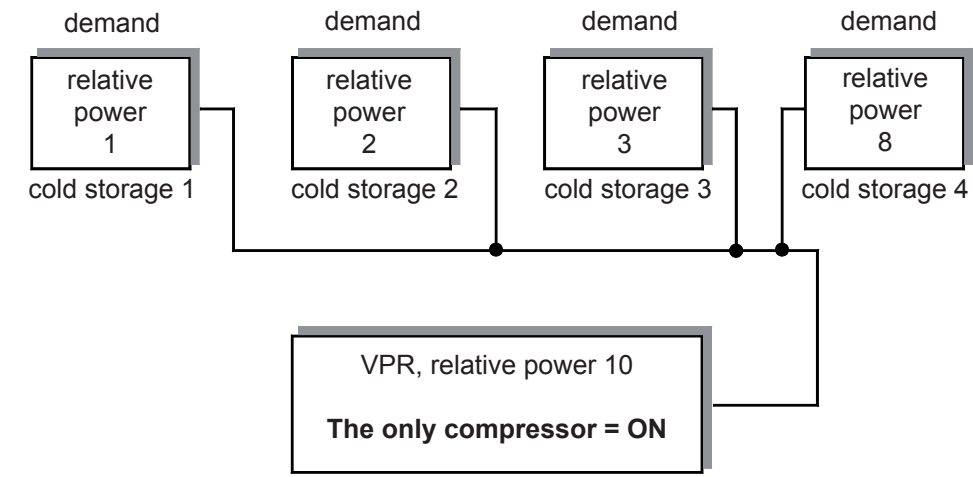 demand
relative
power
1
cold storage 1
demand
relative
power
2
cold storage 2
demand
relative
power
3
cold storage 3
demand
relative
power
8
cold storage 4
VPR, relative power 10
The only compressor = ON